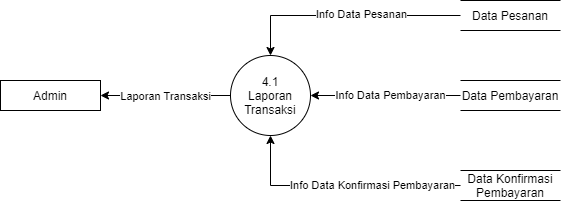 Info Data Pesanan
Data Pesanan
4.1
Laporan
Transaksi
Admin
Laporan Transaksi
Info Data Pembayaran
Data Pembayaran
Info Data Konfirmasi Pembayaran
Data Konfirmasi
Pembayaran